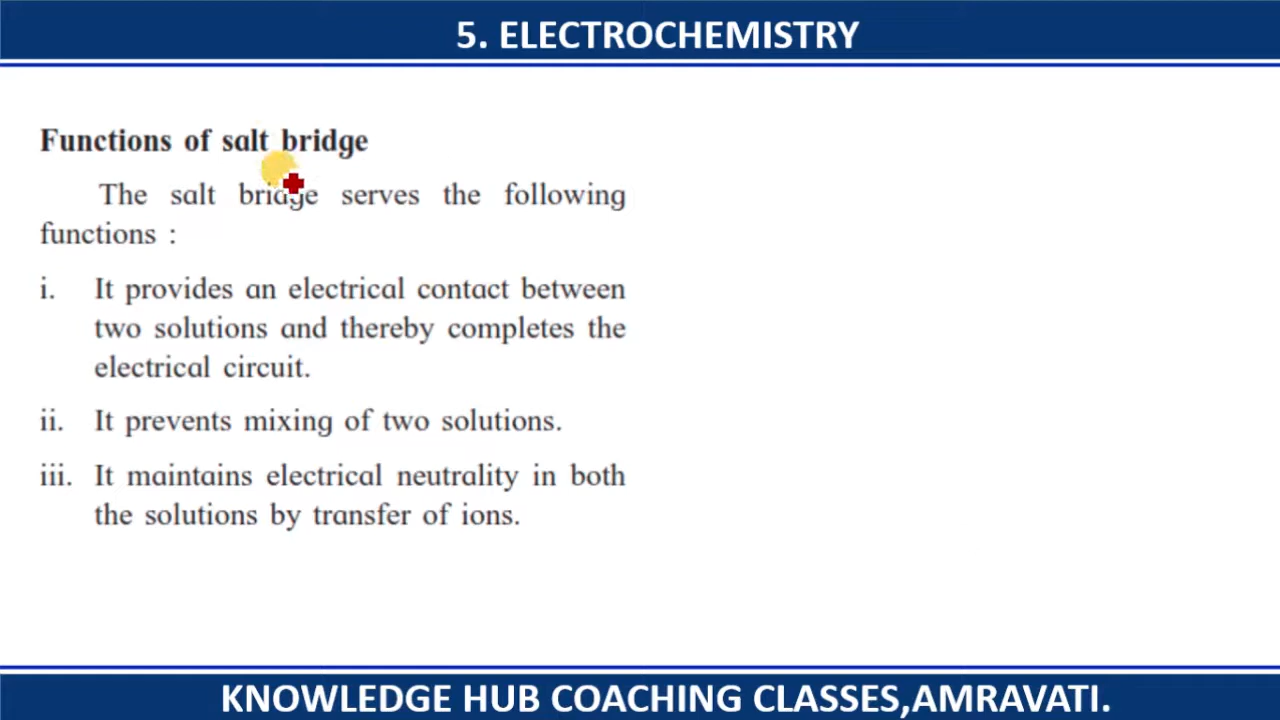 5. ELECTROCHEMISTRY
Functions of salt bridge
The salt bridge serves the following
functions :
i. It provides an electrical contact between
two solutions and thereby completes the
electrical circuit.
ii. It prevents mixing of two solutions.
iii. It maintains electrical neutrality in both
the solutions by transfer of ions.
KNOWLEDGE HUB COACHING CLASSES,AMRAVATI.